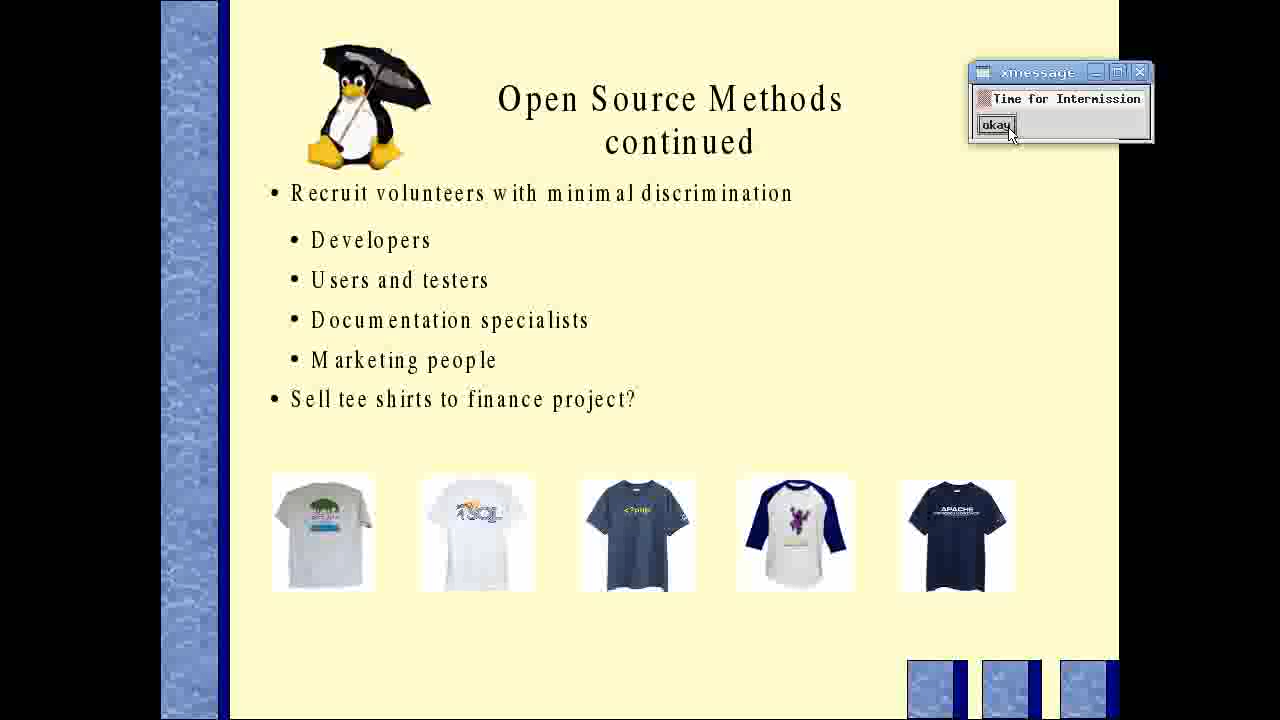 Open Source Methods
continued
xmessage
Time for Intermission
okay
• Recruit volunteers with minimal discrimination
• Developers
• Users and testers
• Documentation specialists
• Marketing people
• Sell tee shirts to finance project?
<?php
APACHE